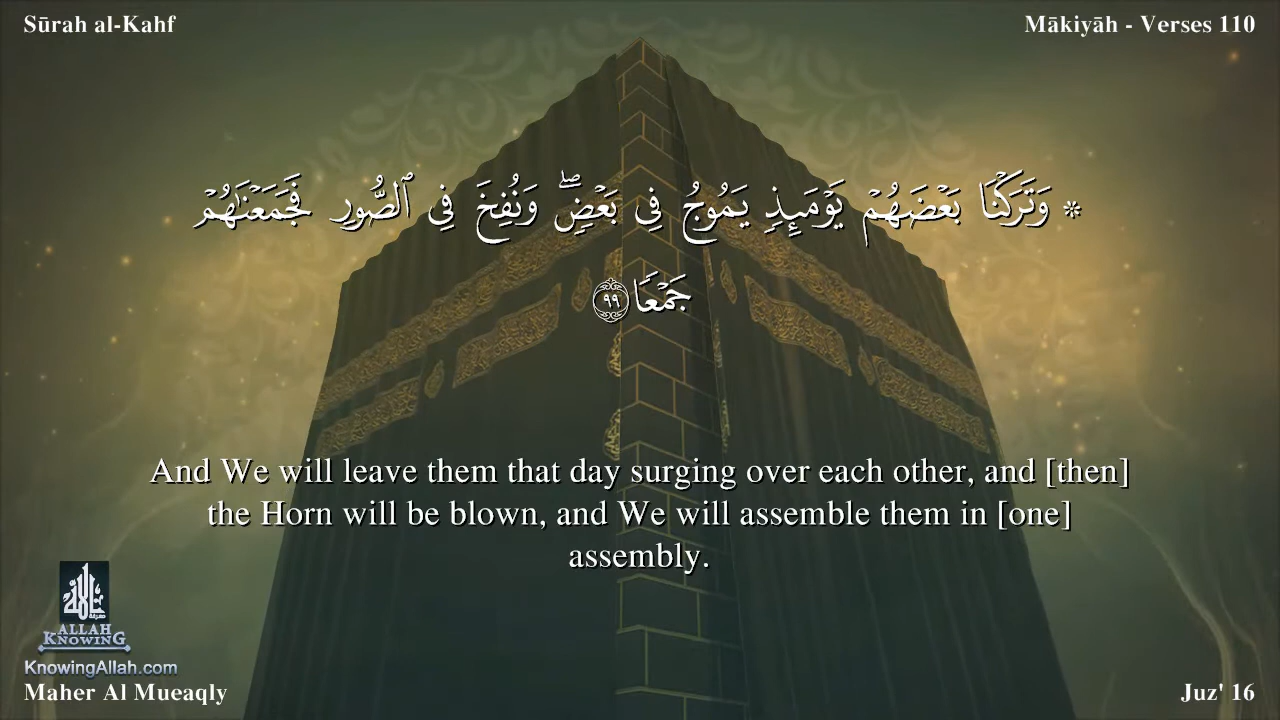 Sūrah al-Kahf
Mākiyāh - Verses 110
۞ وَتَرَكْنَا بَعْضَهُمْ يَوْمَئِذٍ يَمُوجُ فِى بَعْضٍ ۖ وَنُفِخَ فِى ٱلصُّورِ فَجَمَعْنَٰهُمْ
جَمْعًا ٩٩
And We will leave them that day surging over each other, and [then]
the Horn will be blown, and We will assemble them in [one]
assembly.
ALLAH
KNOWING
KnowingAllah.com
Maher Al Mueaqly
Juz' 16